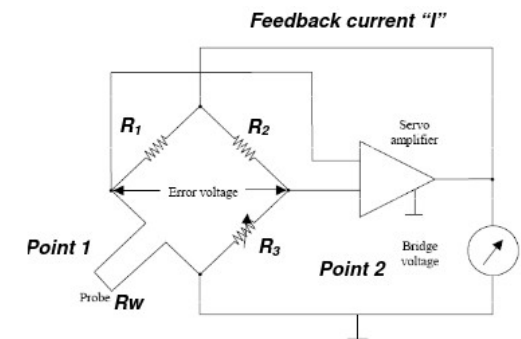 Feedback current “I”
R1
R2
Servo
amplifier
Error voltage
Point 1
R3
Point 2
Bridge
voltage
Probe Rw